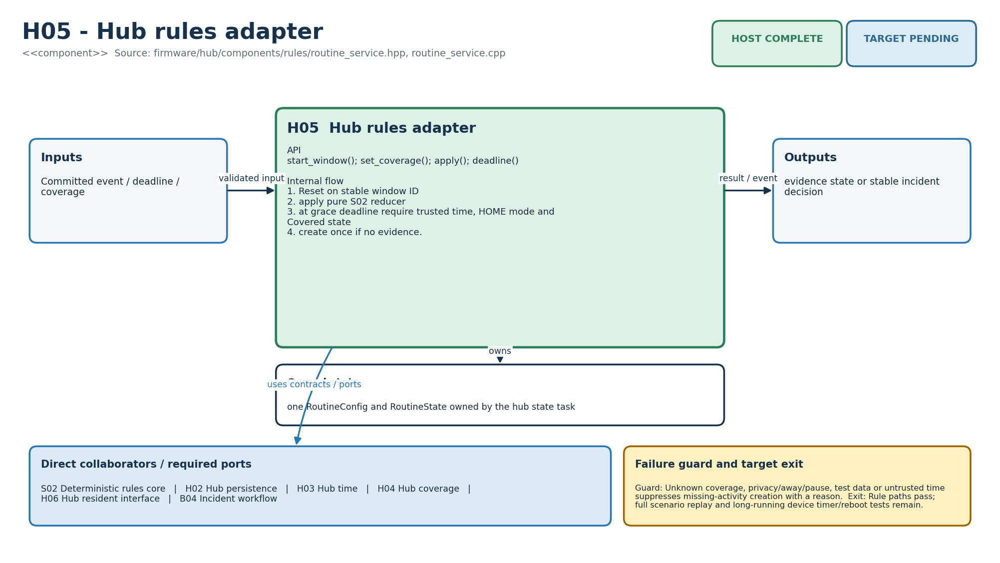 H05 - Hub rules adapter
<<component>>  Source: firmware/hub/components/rules/routine_service.hpp, routine_service.cpp
HOST COMPLETE
TARGET PENDING
Inputs
Committed event / deadline /
coverage
validated input
H05  Hub rules adapter
API
start_window(); set_coverage(); apply(); deadline()
Internal flow
1. Reset on stable window ID
2. apply pure S02 reducer
3. at grace deadline require trusted time, HOME mode and
Covered state
4. create once if no evidence.
result / event
Outputs
evidence state or stable incident
decision
owns
uses contracts / ports
one RoutineConfig and RoutineState owned by the hub state task
Direct collaborators / required ports
S02 Deterministic rules core   |   H02 Hub persistence   |   H03 Hub time   |   H04 Hub coverage   |
H06 Hub resident interface   |   B04 Incident workflow
Failure guard and target exit
Guard: Unknown coverage, privacy/away/pause, test data or untrusted time
suppresses missing-activity creation with a reason.  Exit: Rule paths pass;
full scenario replay and long-running device timer/reboot tests remain.